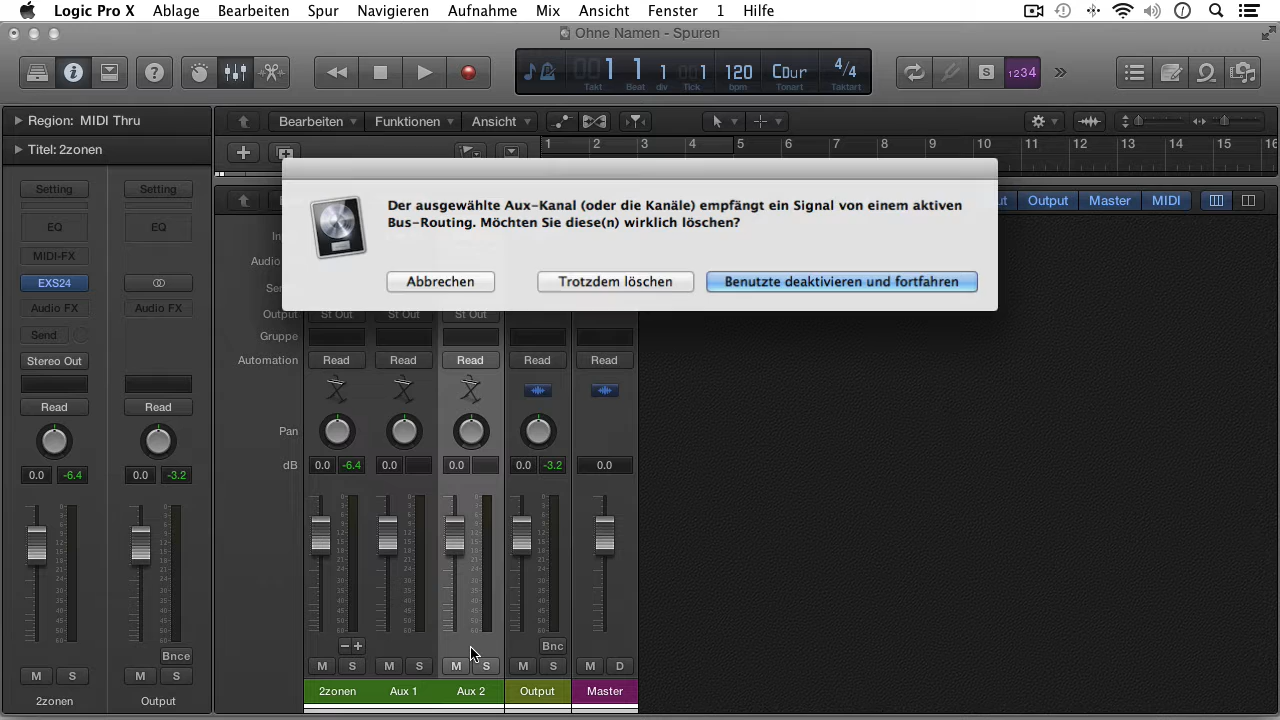 Logic Pro X Ablage Bearbeiten Spur Navigieren Aufnahme Mix Ansicht Fenster 1 Hilfe
Ohne Namen - Spuren
1 1 1 1 120 CDur 4/4
Takt Beat div Tick bpm Tonart Taktart
S 1234
Region: MIDI Thru
Bearbeiten Funktionen Ansicht
Titel: 2zonen
1 2 3 4 5 6 7 8 9 10 11 12 13 14 15 16
Der ausgewählte Aux-Kanal (oder die Kanäle) empfängt ein Signal von einem aktiven
Bus-Routing. Möchten Sie diese(n) wirklich löschen?
Abbrechen Trotzdem löschen Benutzte deaktivieren und fortfahren
Output Master MIDI
Setting Setting
EQ EQ
MIDI-FX
EXS24
Audio FX Audio FX
Send
Stereo Out
Read Read
0.0 -6.4 0.0 -3.2
Bnce
M S M S
2zonen Output
Output St Out St Out St Out
Gruppe
Automation Read Read Read Read Read
Pan
dB 0.0 -6.4 0.0 0.0 0.0 -3.2 0.0
Bnc
M S M S M S M S M D
2zonen Aux 1 Aux 2 Output Master